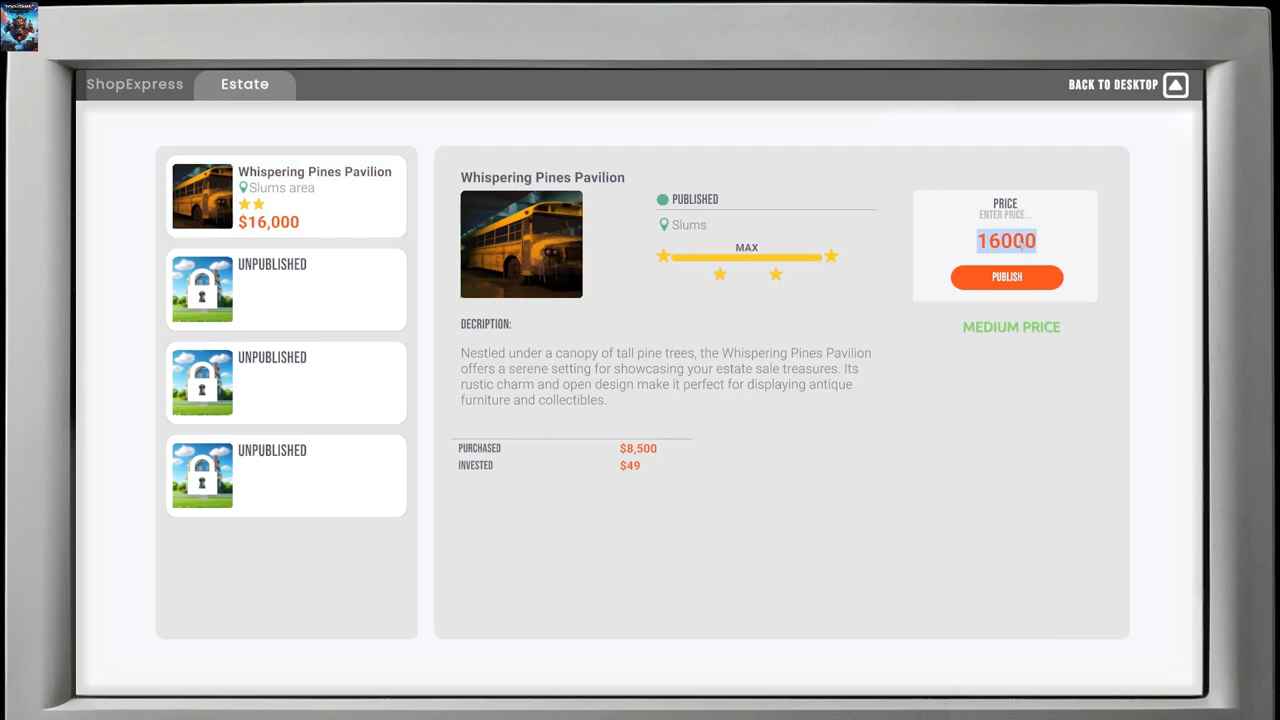 ShopExpress
Estate
BACK TO DESKTOP
Whispering Pines Pavilion
Slums area
$16,000
UNPUBLISHED
UNPUBLISHED
UNPUBLISHED
Whispering Pines Pavilion
PUBLISHED
Slums
MAX
PRICE
ENTER PRICE...
16000
PUBLISH
MEDIUM PRICE
DECRIPTION:
Nestled under a canopy of tall pine trees, the Whispering Pines Pavilion
offers a serene setting for showcasing your estate sale treasures. Its
rustic charm and open design make it perfect for displaying antique
furniture and collectibles.
PURCHASED $8,500
INVESTED $49